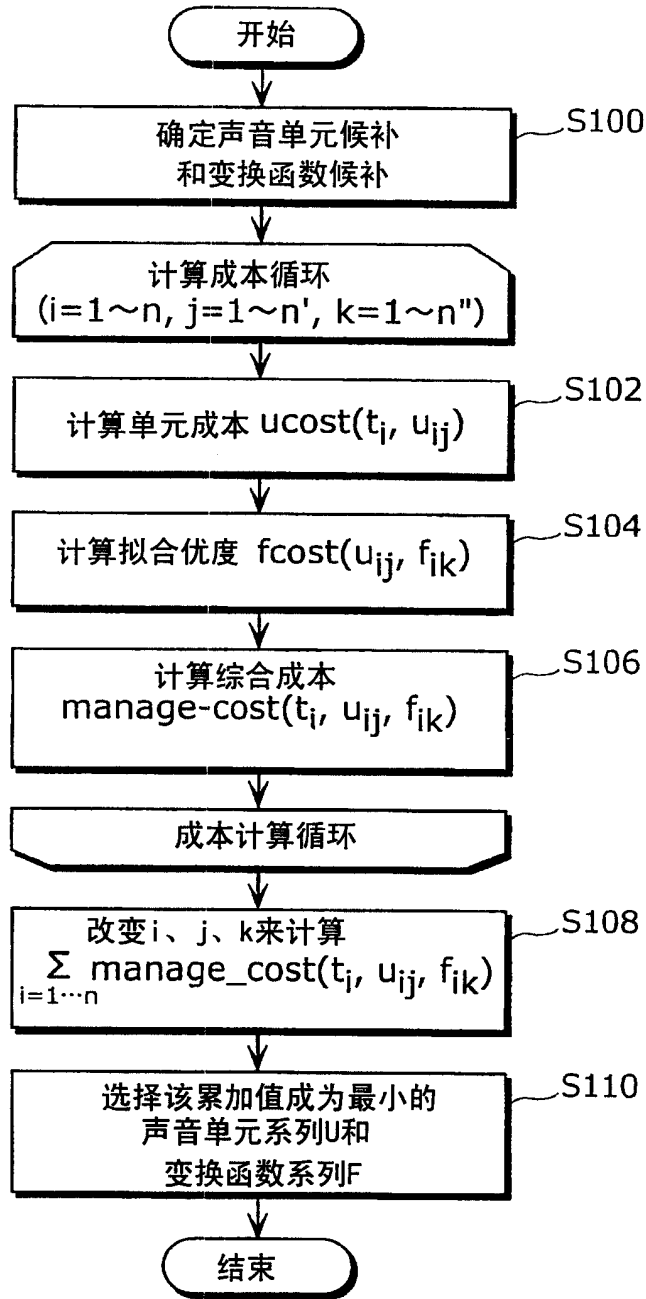 开始
确定声音单元候补
和变换函数候补
S100
计算成本循环
(i=1～n, j=1～n', k=1～n")
计算单元成本 ucost(ti, uij)
S102
计算拟合优度 fcost(uij, fik)
S104
计算综合成本
manage-cost(ti, uij, fik)
S106
成本计算循环
改变i、j、k来计算
Σ manage_cost(ti, uij, fik)
i=1…n
S108
选择该累加值成为最小的
声音单元系列U和
变换函数系列F
S110
结束